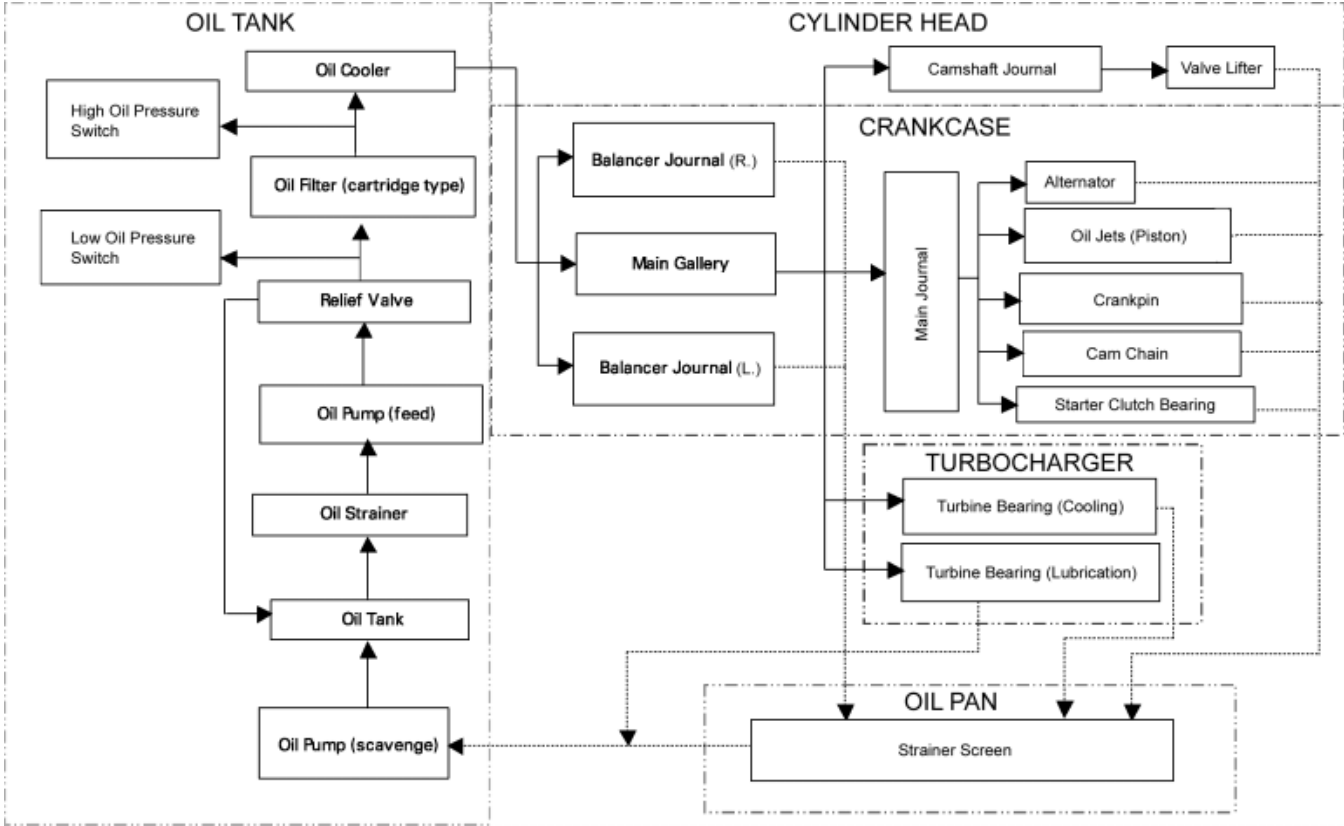 OIL TANK
Oil Cooler
High Oil Pressure
Switch
Oil Filter (cartridge type)
Low Oil Pressure
Switch
Relief Valve
Oil Pump (feed)
Oil Strainer
Oil Tank
Oil Pump (scavenge)
CYLINDER HEAD
Camshaft Journal
Valve Lifter
CRANKCASE
Balancer Journal (R.)
Main Gallery
Balancer Journal (L.)
Main Journal
Alternator
Oil Jets (Piston)
Crankpin
Cam Chain
Starter Clutch Bearing
TURBOCHARGER
Turbine Bearing (Cooling)
Turbine Bearing (Lubrication)
OIL PAN
Strainer Screen